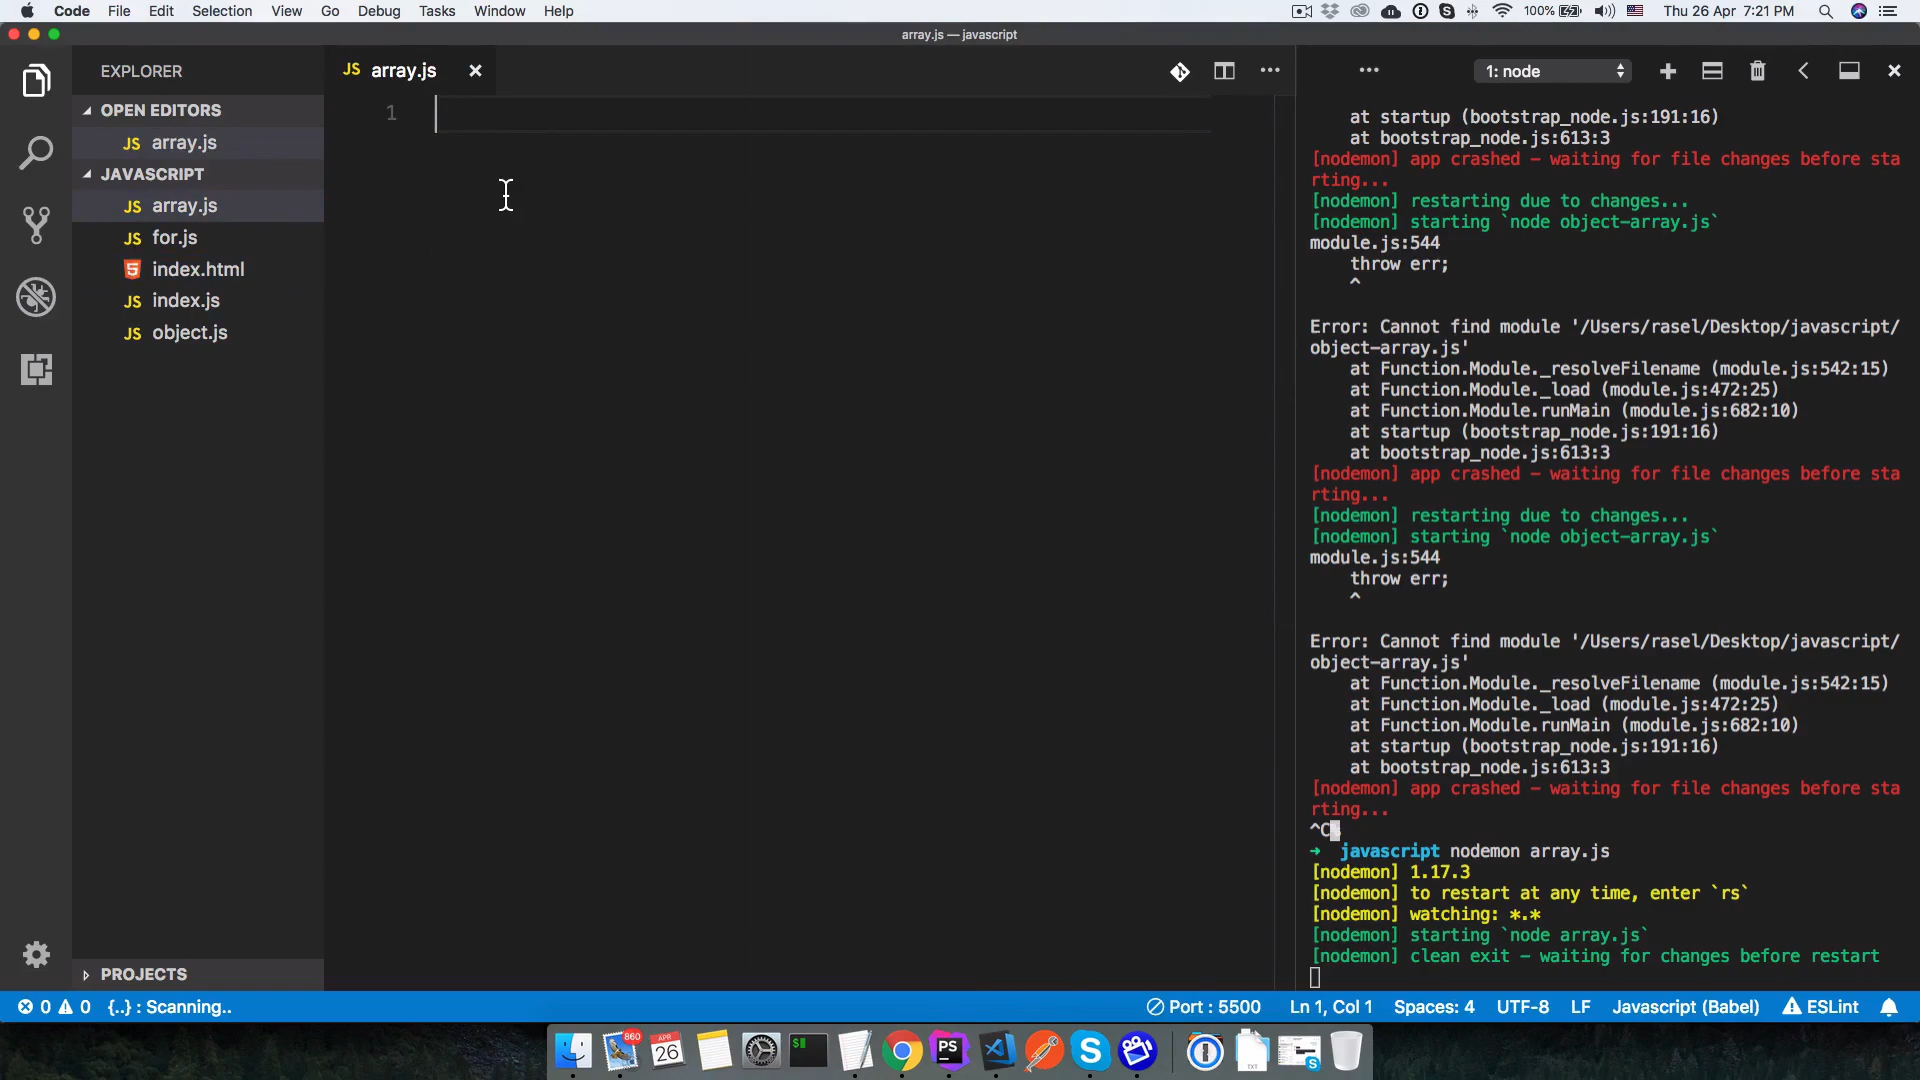 Code File Edit Selection View Go Debug Tasks Window Help 100% Thu 26 Apr 7:21 PM
array.js — javascript
EXPLORER
OPEN EDITORS
JS array.js
JAVASCRIPT
JS array.js
JS for.js
index.html
JS index.js
JS object.js
PROJECTS
JS array.js
1
1: node
at startup (bootstrap_node.js:191:16)
at bootstrap_node.js:613:3
[nodemon] app crashed - waiting for file changes before sta
rting...
[nodemon] restarting due to changes...
[nodemon] starting `node object-array.js`
module.js:544
throw err;
^
Error: Cannot find module '/Users/rasel/Desktop/javascript/
object-array.js'
at Function.Module._resolveFilename (module.js:542:15)
at Function.Module._load (module.js:472:25)
at Function.Module.runMain (module.js:682:10)
at startup (bootstrap_node.js:191:16)
at bootstrap_node.js:613:3
[nodemon] app crashed - waiting for file changes before sta
rting...
[nodemon] restarting due to changes...
[nodemon] starting `node object-array.js`
module.js:544
throw err;
^
Error: Cannot find module '/Users/rasel/Desktop/javascript/
object-array.js'
at Function.Module._resolveFilename (module.js:542:15)
at Function.Module._load (module.js:472:25)
at Function.Module.runMain (module.js:682:10)
at startup (bootstrap_node.js:191:16)
at bootstrap_node.js:613:3
[nodemon] app crashed - waiting for file changes before sta
rting...
^C%
➜ javascript nodemon array.js
[nodemon] 1.17.3
[nodemon] to restart at any time, enter `rs`
[nodemon] watching: *.*
[nodemon] starting `node array.js`
[nodemon] clean exit - waiting for changes before restart
0 0 {..} : Scanning.. Port : 5500 Ln 1, Col 1 Spaces: 4 UTF-8 LF Javascript (Babel) ESLint
860
APR
26
$
PS
S
TXT